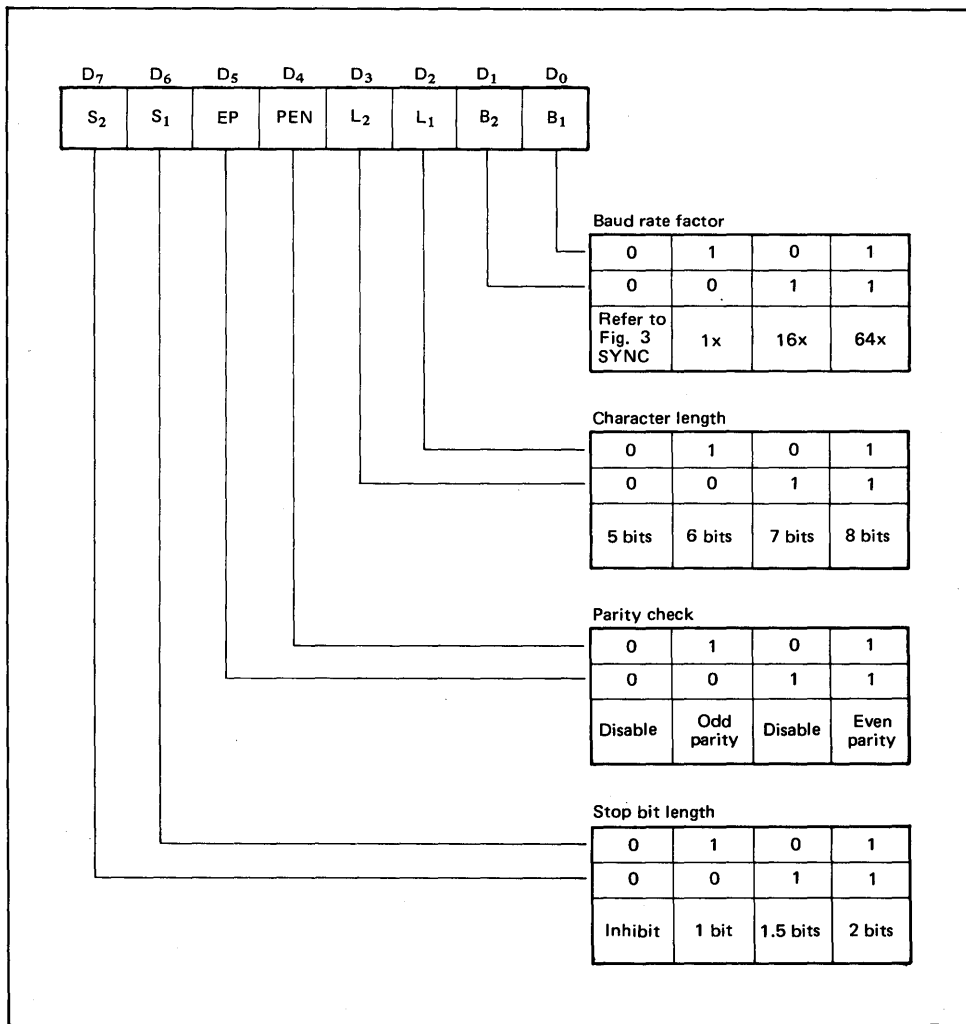 D7 D6 D5 D4 D3 D2 D1 D0
S2 S1 EP PEN L2 L1 B2 B1
Baud rate factor
0 1 0 1
0 0 1 1
Refer to
Fig. 3
SYNC
1x 16x 64x
Character length
0 1 0 1
0 0 1 1
5 bits 6 bits 7 bits 8 bits
Parity check
0 1 0 1
0 0 1 1
Disable Odd parity Disable Even parity
Stop bit length
0 1 0 1
0 0 1 1
Inhibit 1 bit 1.5 bits 2 bits